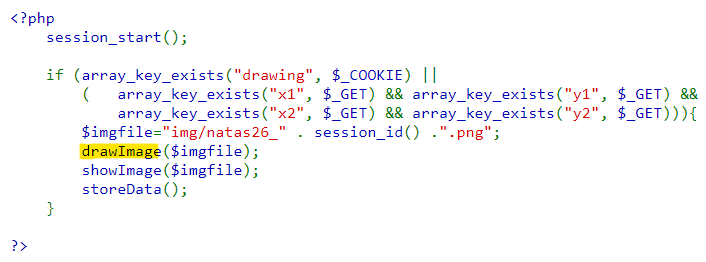 <?php
    session_start();

    if (array_key_exists("drawing", $_COOKIE) ||
        (   array_key_exists("x1", $_GET) && array_key_exists("y1", $_GET) &&
            array_key_exists("x2", $_GET) && array_key_exists("y2", $_GET))){
        $imgfile="img/natas26_" . session_id() .".png";
        drawImage($imgfile);
        showImage($imgfile);
        storeData();
    }

?>